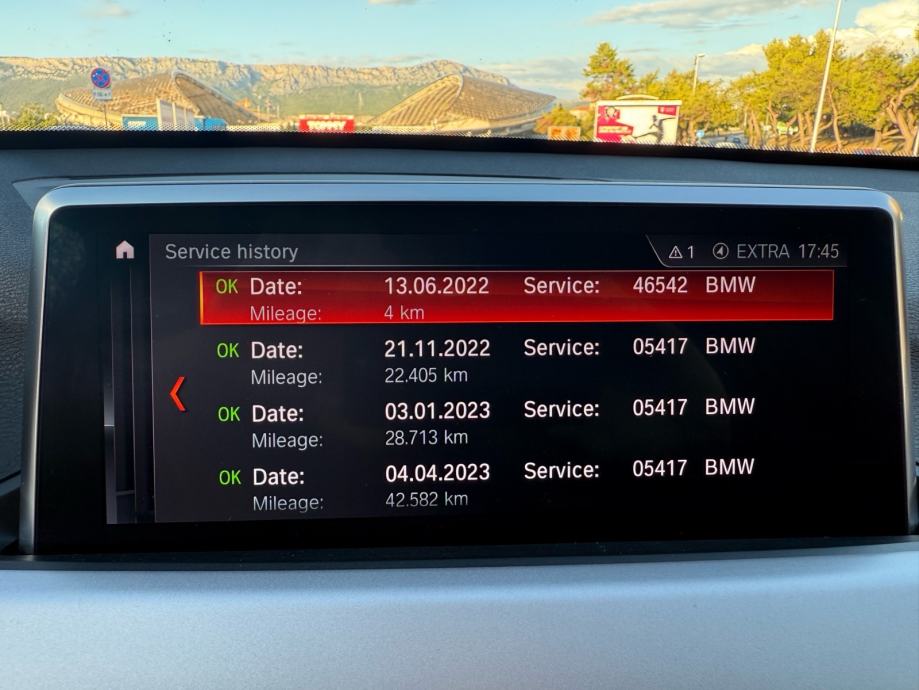 TOMMY
Service history
1 EXTRA 17:45
OK Date: 13.06.2022 Service: 46542 BMW
Mileage: 4 km
OK Date: 21.11.2022 Service: 05417 BMW
Mileage: 22.405 km
OK Date: 03.01.2023 Service: 05417 BMW
Mileage: 28.713 km
OK Date: 04.04.2023 Service: 05417 BMW
Mileage: 42.582 km